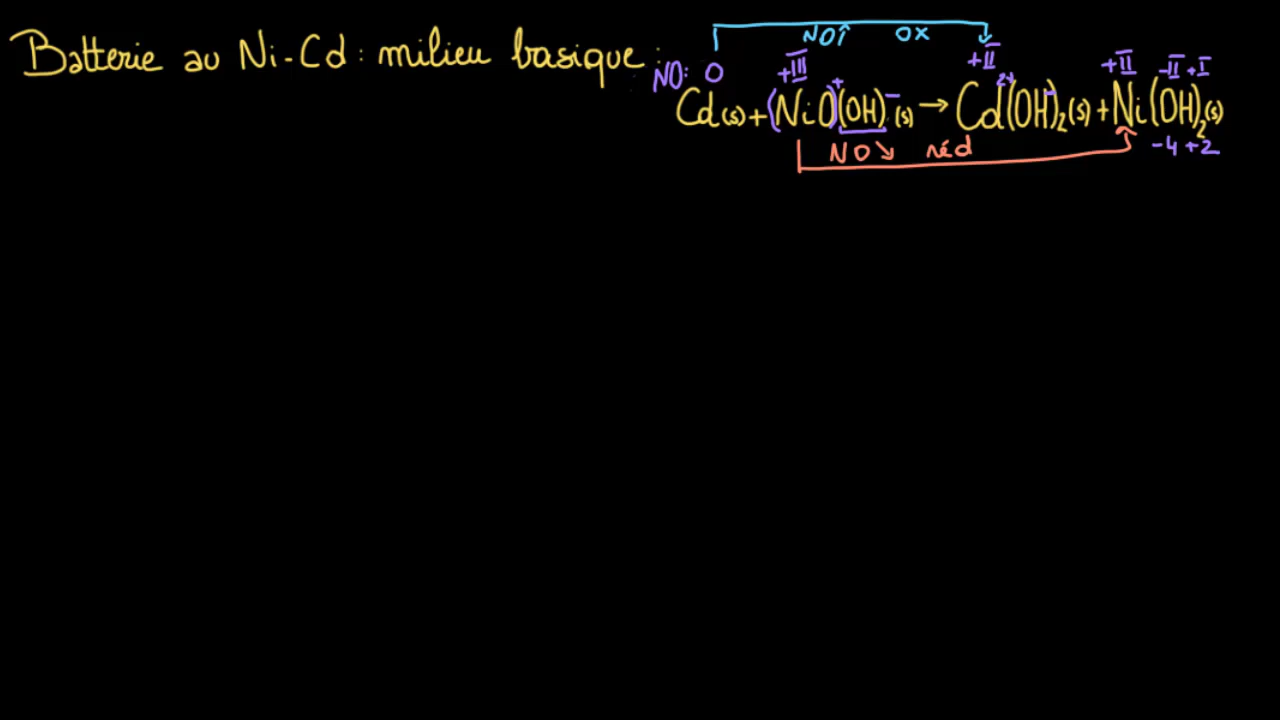 NO↑ OX
Batterie au Ni-Cd : milieu basique :
NO: 0 +III +II +II -II +I
Cd(s) + (NiO)⁺(OH)⁻(s) → Cd²⁺(OH⁻)₂(s) + Ni(OH)₂(s)
NO↘ réd -4 +2